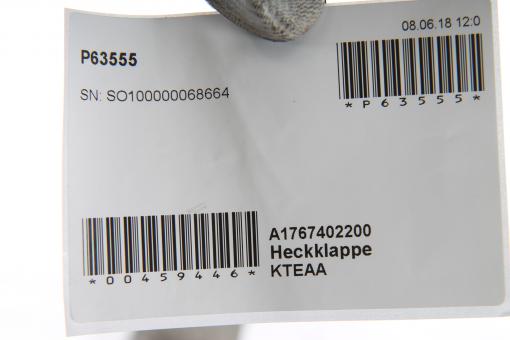 08.06.18 12:0
P63555
SN: SO100000068664
*P63555*
A1767402200
Heckklappe
KTEAA
*00459446*